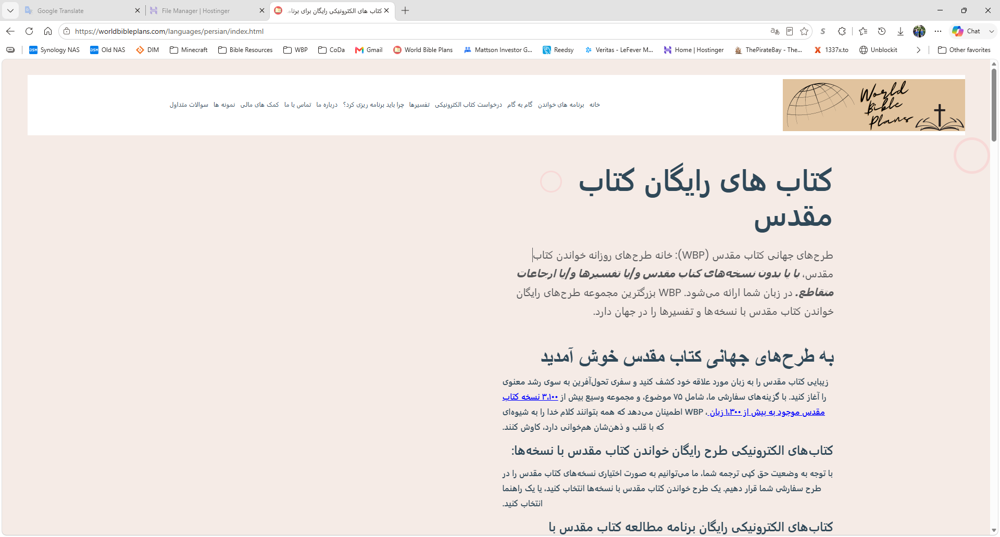 Google Translate
File Manager | Hostinger
کتاب های الکترونیکی رایگان برای برنام
https://worldbibleplans.com/languages/persian/index.html
Chat
Synology NAS
Old NAS
DIM
Minecraft
Bible Resources
WBP
CoDa
Gmail
World Bible Plans
Mattson Investor G...
Reedsy
Veritas - LeFever M...
Home | Hostinger
ThePirateBay - The...
1337x.to
Unblockit
Other favorites
World
Bible
Plans
خانه برنامه های خواندن گام به گام درخواست کتاب الکترونیکی تفسیرها چرا باید برنامه ریزی کرد؟ درباره ما تماس با ما کمک های مالی نمونه ها سوالات متداول
کتاب های رایگان کتاب
مقدس
طرح‌های جهانی کتاب مقدس (WBP): خانه طرح‌های روزانه خواندن کتاب
مقدس، با یا بدون نسخه‌های کتاب مقدس و/یا تفسیرها و/یا ارجاعات
متقاطع. در زبان شما ارائه می‌شود. WBP بزرگترین مجموعه طرح‌های رایگان
خواندن کتاب مقدس با نسخه‌ها و تفسیرها را در جهان دارد.
به طرح‌های جهانی کتاب مقدس خوش آمدید
زیبایی کتاب مقدس را به زبان مورد علاقه خود کشف کنید و سفری تحول‌آفرین به سوی رشد معنوی
را آغاز کنید. با گزینه‌های سفارشی ما، شامل ۷۵ موضوع، و مجموعه وسیع بیش از ۳،۱۰۰ نسخه کتاب
مقدس موجود به بیش از ۱،۳۰۰ زبان ، WBP اطمینان می‌دهد که همه بتوانند کلام خدا را به شیوه‌ای
که با قلب و ذهن‌شان هم‌خوانی دارد، کاوش کنند.
کتاب‌های الکترونیکی طرح رایگان خواندن کتاب مقدس با نسخه‌ها:
با توجه به وضعیت حق کپی ترجمه شما، ما می‌توانیم به صورت اختیاری نسخه‌های کتاب مقدس را در
طرح سفارشی شما قرار دهیم. یک طرح خواندن کتاب مقدس با نسخه‌ها انتخاب کنید، یا یک راهنما
انتخاب کنید.
کتاب‌های الکترونیکی رایگان برنامه مطالعه کتاب مقدس با